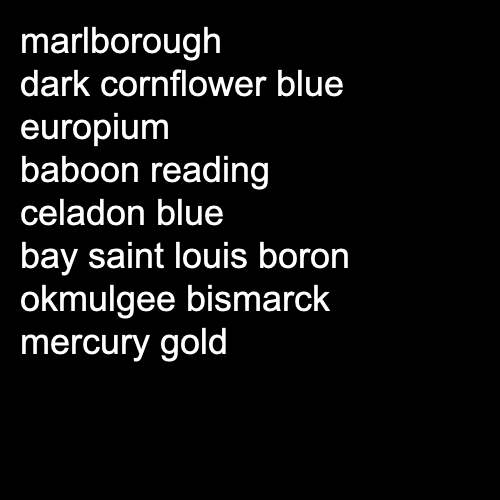 marlborough
dark cornflower blue
europium
baboon reading
celadon blue
bay saint louis boron
okmulgee bismarck
mercury gold